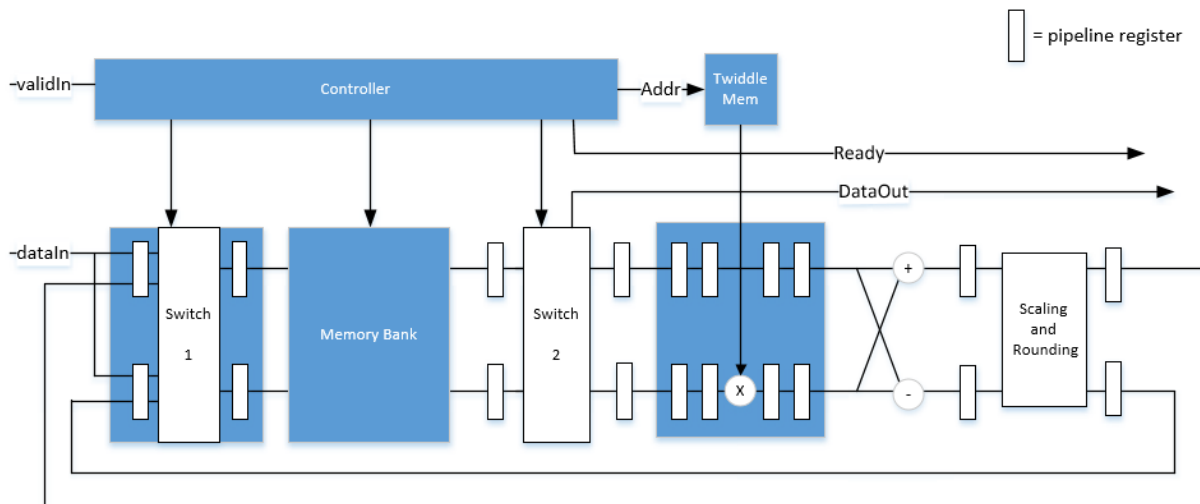 = pipeline register
validIn
Controller
Addr
Twiddle
Mem
Ready
DataOut
dataIn
Switch
1
Memory Bank
Switch
2
+
X
-
Scaling
and
Rounding